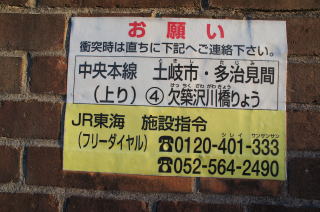 お願い
衝突時は直ちに下記へご連絡下さい。
中央本線 土岐市・多治見間
(上り) ④欠築沢川橋りょう
JR東海 施設指令
(フリーダイヤル) ☎0120-401-333
☎052-564-2490